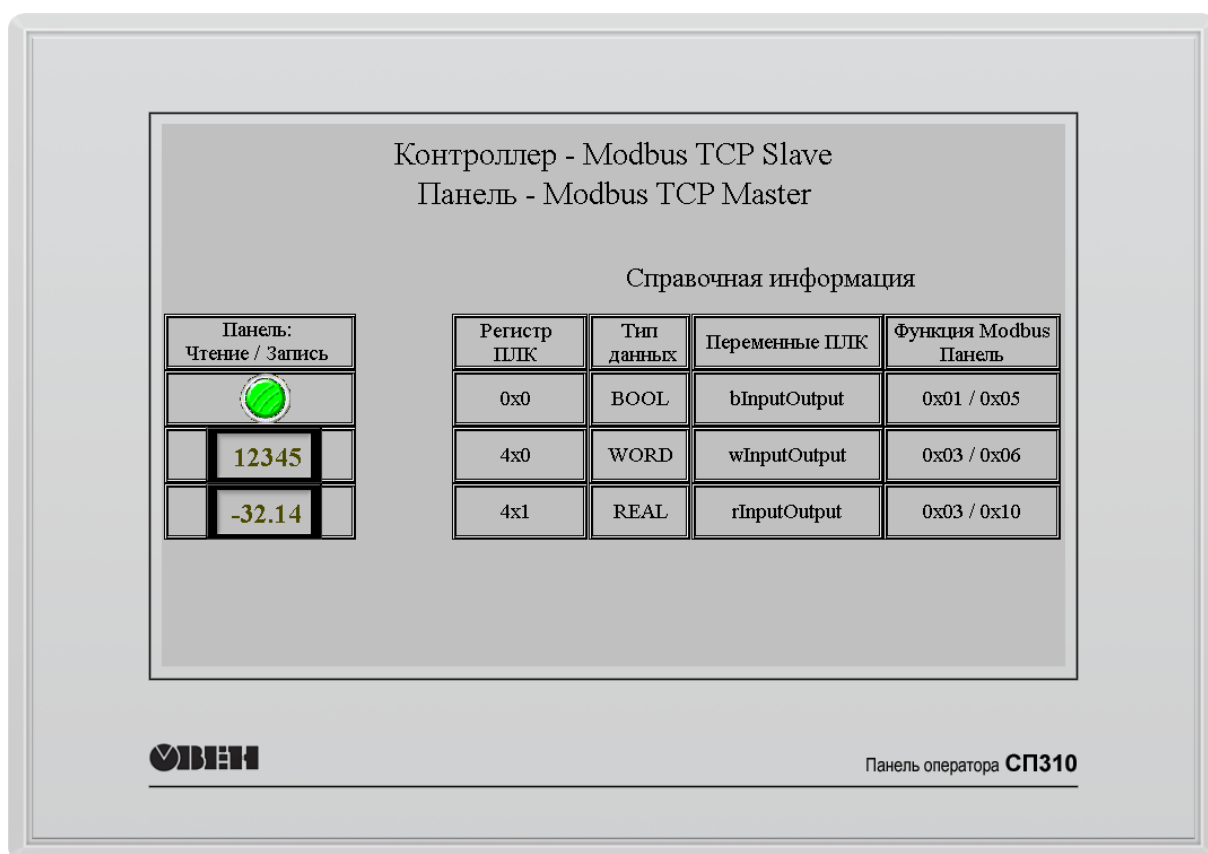 Контроллер - Modbus TCP Slave
Панель - Modbus TCP Master
Справочная информация
Панель:
Чтение / Запись
12345
-32.14
Регистр
ПЛК
Тип
данных
Переменные ПЛК
Функция Modbus
Панель
0x0
BOOL
bInputOutput
0x01 / 0x05
4x0
WORD
wInputOutput
0x03 / 0x06
4x1
REAL
rInputOutput
0x03 / 0x10
ОВЕН
Панель оператора СП310